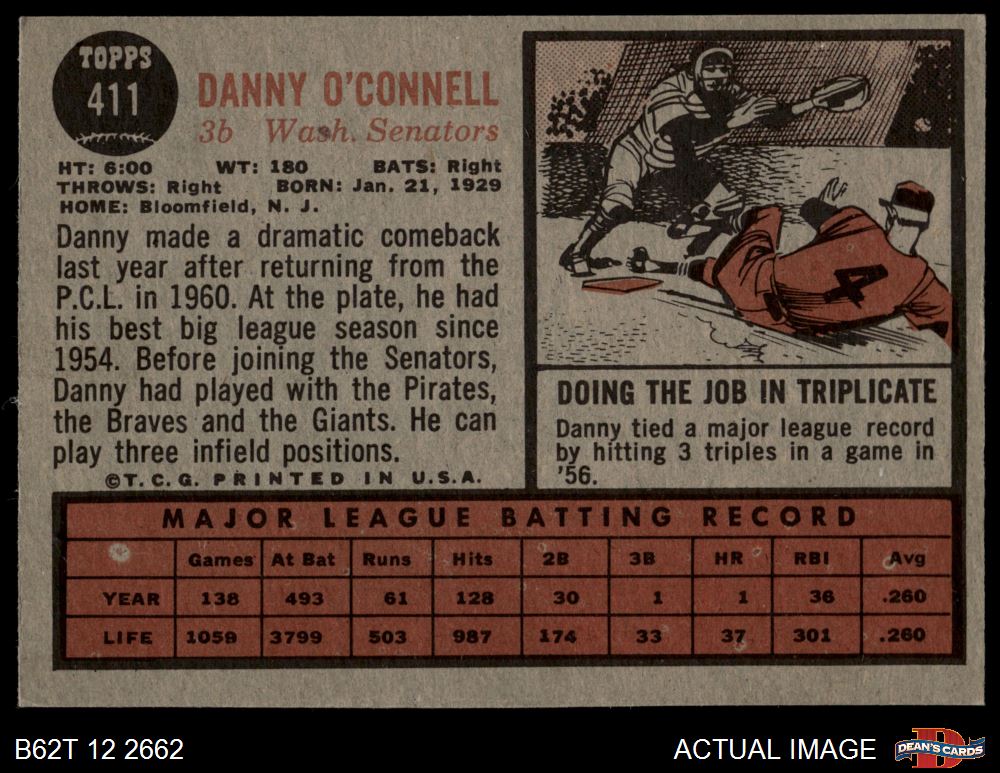 TOPPS
411
DANNY O'CONNELL
3b Wash. Senators
HT: 6:00 WT: 180 BATS: Right
THROWS: Right BORN: Jan. 21, 1929
HOME: Bloomfield, N. J.
Danny made a dramatic comeback
last year after returning from the
P.C.L. in 1960. At the plate, he had
his best big league season since
1954. Before joining the Senators,
Danny had played with the Pirates,
the Braves and the Giants. He can
play three infield positions.
©T. C. G. PRINTED IN U.S.A.
4
DOING THE JOB IN TRIPLICATE
Danny tied a major league record
by hitting 3 triples in a game in
'56.
MAJOR LEAGUE BATTING RECORD
Games At Bat Runs Hits 2B 3B HR RBI Avg
YEAR 138 493 61 128 30 1 1 36 .260
LIFE 1059 3799 503 987 174 33 37 301 .260
B62T 12 2662
ACTUAL IMAGE
D
DEAN'S CARDS